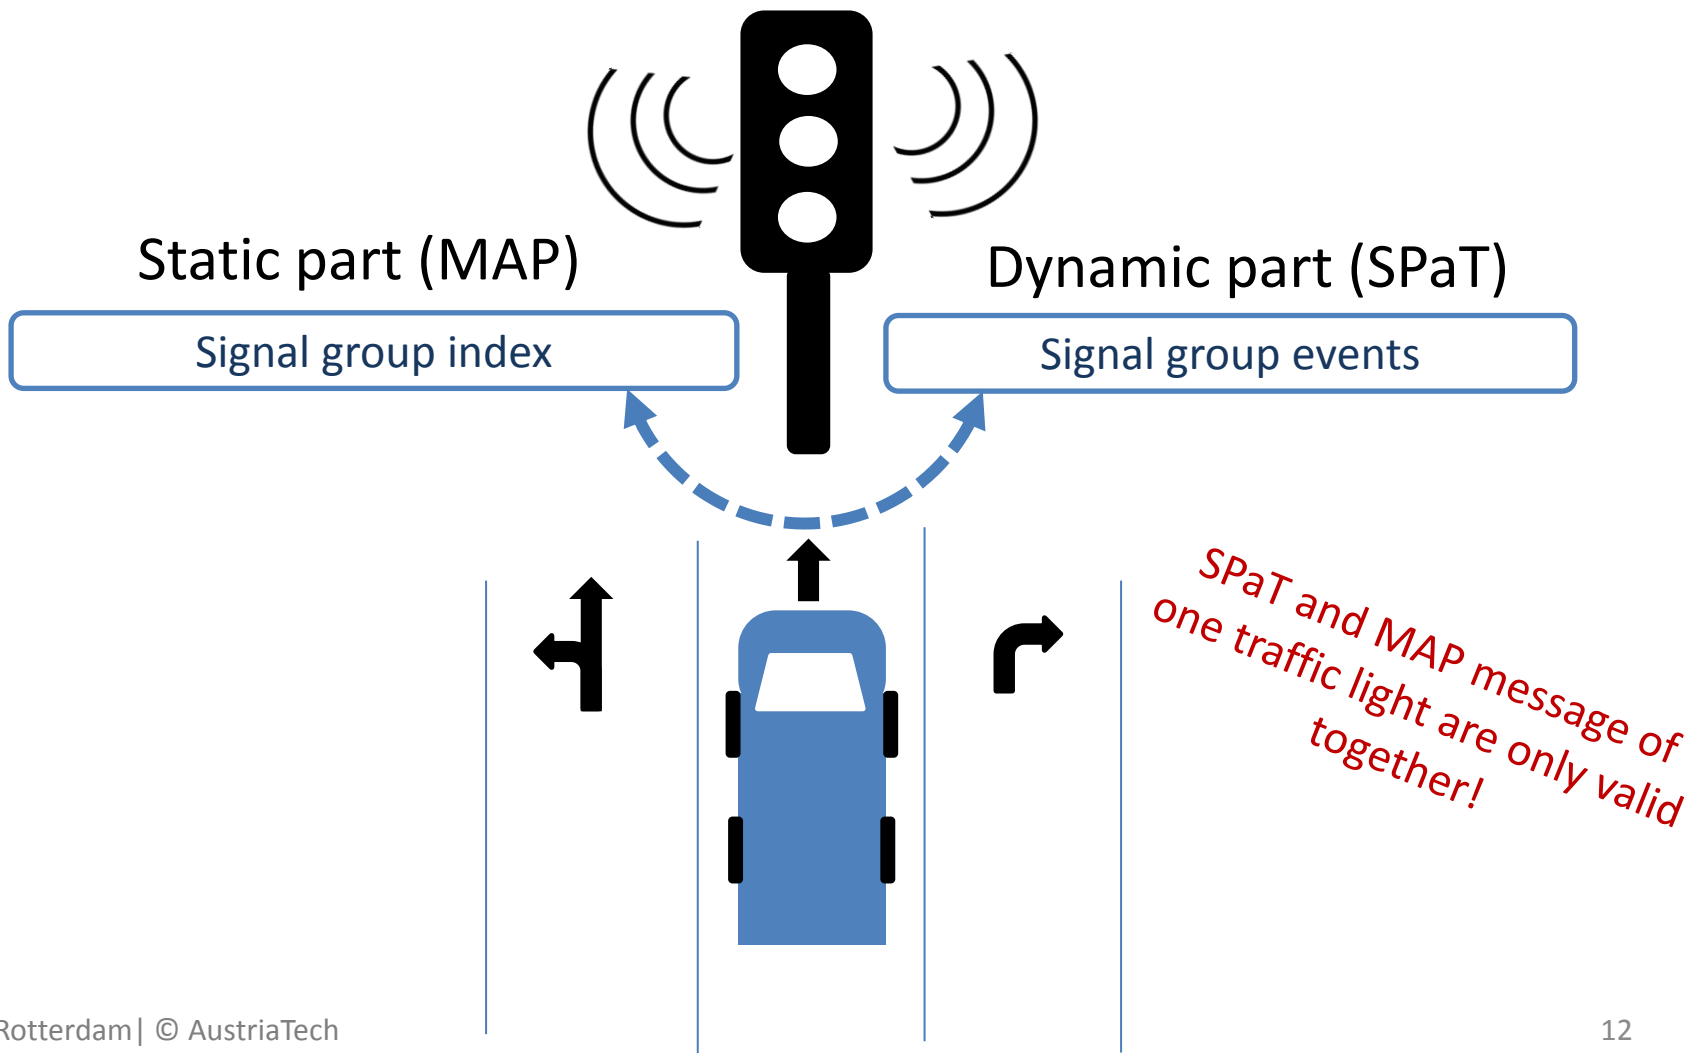 Static part (MAP)
Dynamic part (SPaT)
Signal group index
Signal group events
SPaT and MAP message of
one traffic light are only valid
together!
Rotterdam| © AustriaTech
12